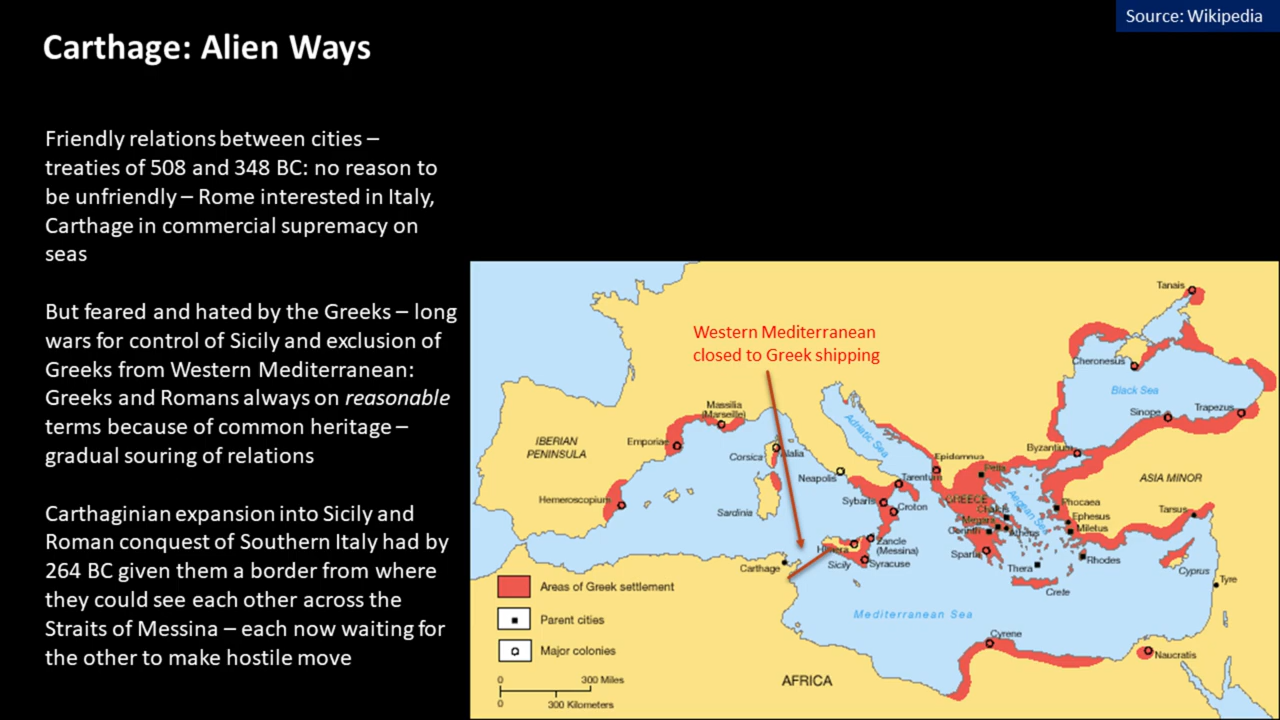 Source: Wikipedia
Carthage: Alien Ways
Friendly relations between cities –
treaties of 508 and 348 BC: no reason to
be unfriendly – Rome interested in Italy,
Carthage in commercial supremacy on
seas
But feared and hated by the Greeks – long
wars for control of Sicily and exclusion of
Greeks from Western Mediterranean:
Greeks and Romans always on reasonable
terms because of common heritage –
gradual souring of relations
Carthaginian expansion into Sicily and
Roman conquest of Southern Italy had by
264 BC given them a border from where
they could see each other across the
Straits of Messina – each now waiting for
the other to make hostile move
Western Mediterranean
closed to Greek shipping
Tanais
Cheronesus
Black Sea
Sinope
Trapezus
Byzantium
ASIA MINOR
Massilia
(Marseille)
Emporiae
IBERIAN
PENINSULA
Hemeroscopium
Corsica
Alalia
Sardinia
Adriatic Sea
Neapolis
Tarentum
Epidamnus
Pella
Sybaris
Croton
GREECE
Chalcis
Aegean Sea
Megara
Corinth
Athens
Sparta
Phocaea
Ephesus
Miletus
Tarsus
Himera
Zancle
(Messina)
Sicily
Syracuse
Carthage
Thera
Rhodes
Crete
Cyprus
Tyre
Mediterranean Sea
Cyrene
Naucratis
AFRICA
Areas of Greek settlement
Parent cities
Major colonies
0 300 Miles
0 300 Kilometers